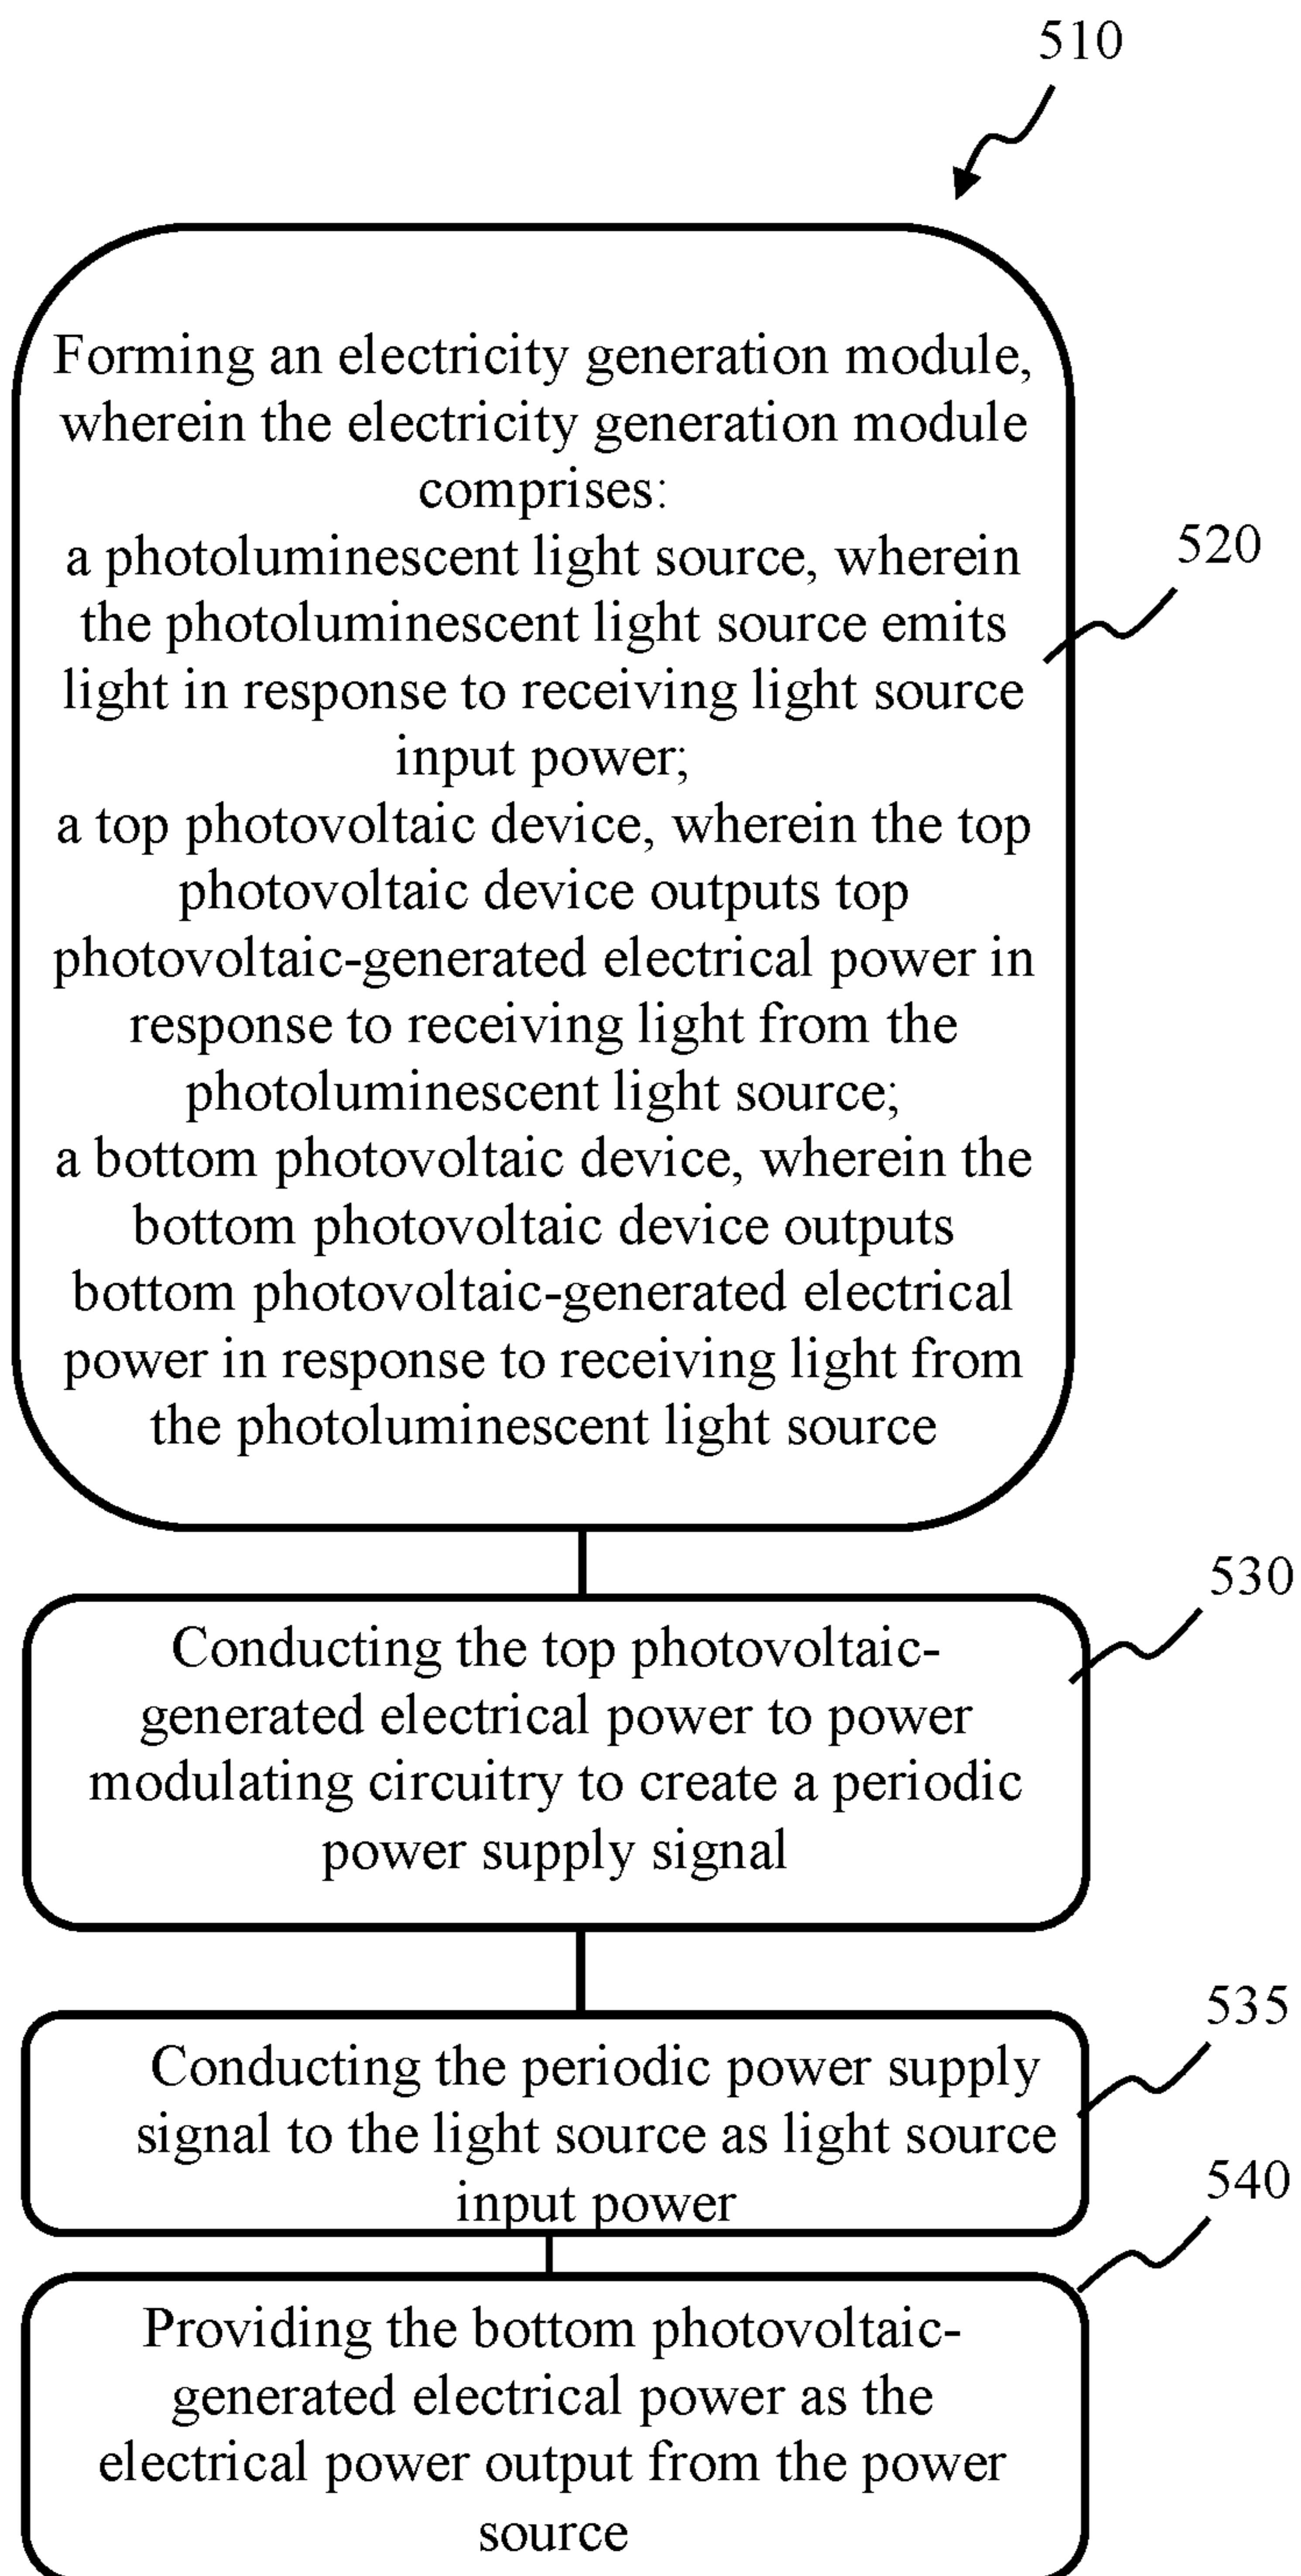 510
Forming an electricity generation module,
wherein the electricity generation module
comprises:
a photoluminescent light source, wherein
520
the photoluminescent light source emits
light in response to receiving light source
input power;
a top photovoltaic device, wherein the top
photovoltaic device outputs top
photovoltaic-generated electrical power in
response to receiving light from the
photoluminescent light source;
a bottom photovoltaic device, wherein the
bottom photovoltaic device outputs
bottom photovoltaic-generated electrical
power in response to receiving light from
the photoluminescent light source
530
Conducting the top photovoltaic-
generated electrical power to power
modulating circuitry to create a periodic
power supply signal
535
Conducting the periodic power supply
signal to the light source as light source
input power
540
Providing the bottom photovoltaic-
generated electrical power as the
electrical power output from the power
source